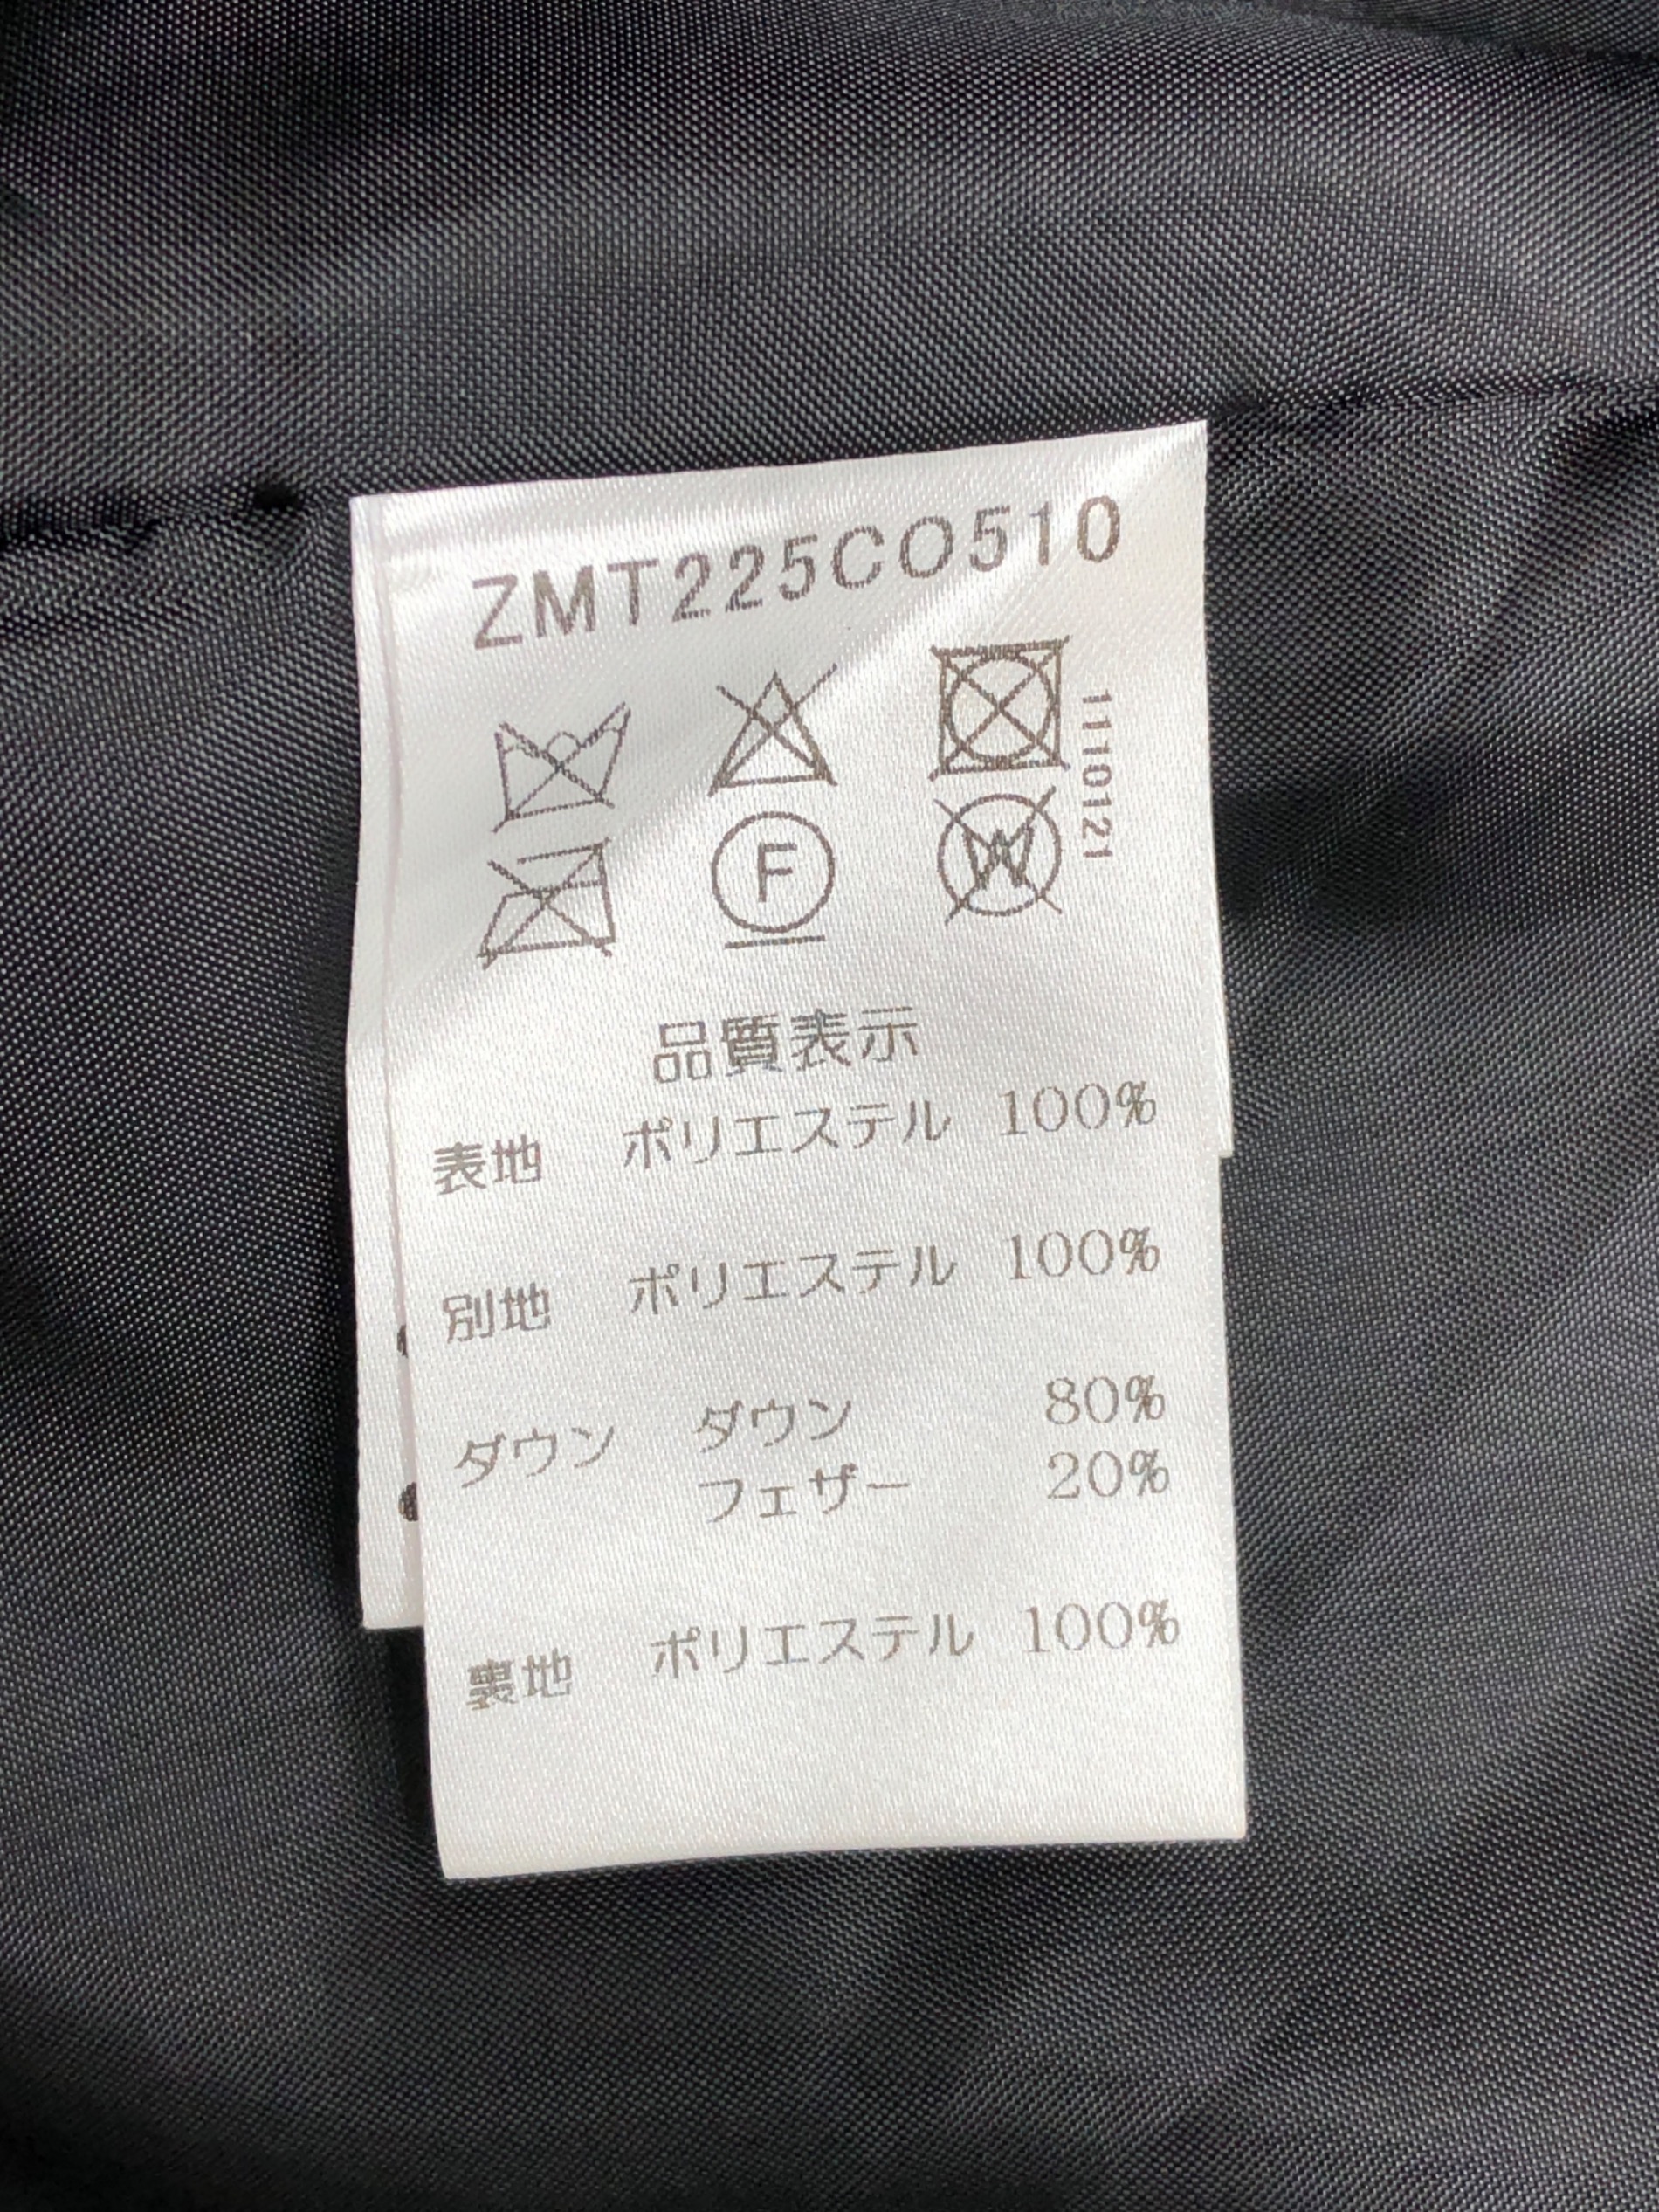 ZMT225CO510
1110121
F
W
品質表示
表地 ポリエステル 100%
別地 ポリエステル 100%
ダウン ダウン 80%
フェザー 20%
裏地 ポリエステル 100%